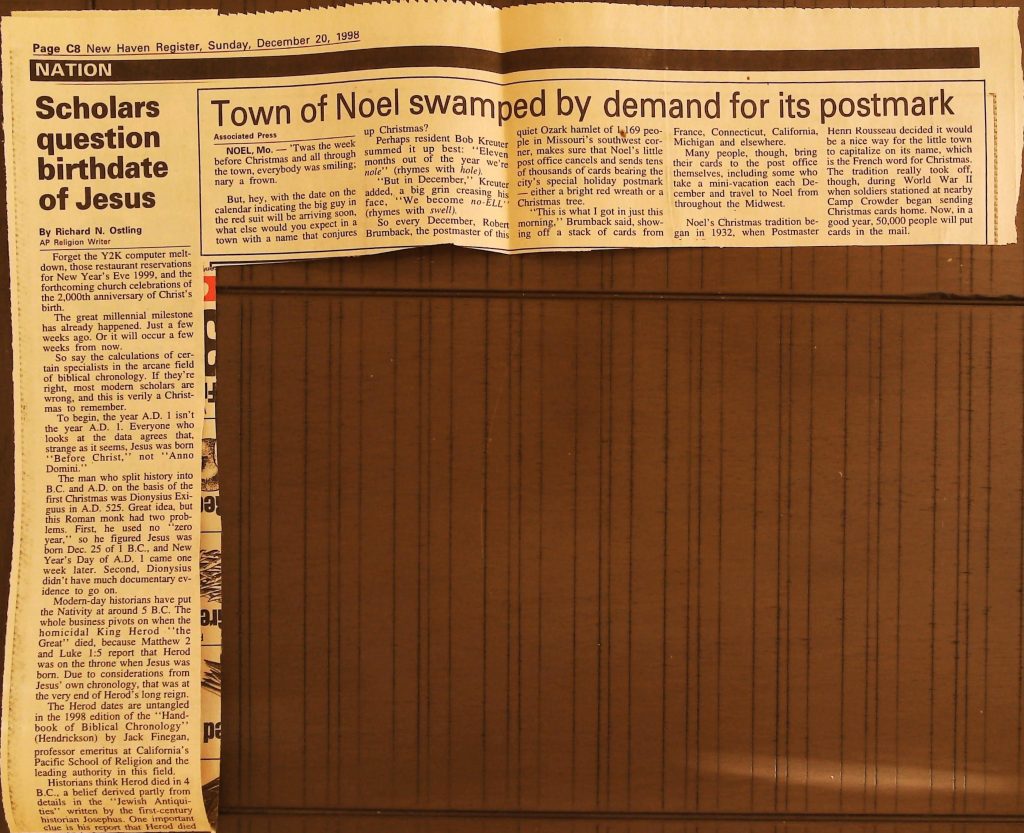 Page C8 New Haven Register, Sunday, December 20, 1998
NATION
Scholars
question
birthdate
of Jesus
By Richard N. Ostling
AP Religion Writer
Forget the Y2K computer melt-
down, those restaurant reservations
for New Year's Eve 1999, and the
forthcoming church celebrations of
the 2,000th anniversary of Christ's
birth.
The great millennial milestone
has already happened. Just a few
weeks ago. Or it will occur a few
weeks from now.
So say the calculations of cer-
tain specialists in the arcane field
of biblical chronology. If they're
right, most modern scholars are
wrong, and this is verily a Christ-
mas to remember.
To begin, the year A.D. 1 isn't
the year A.D. 1. Everyone who
looks at the data agrees that,
strange as it seems, Jesus was born
"Before Christ," not "Anno
Domini."
The man who split history into
B.C. and A.D. on the basis of the
first Christmas was Dionysius Exi-
guus in A.D. 525. Great idea, but
this Roman monk had two prob-
lems. First, he used no "zero
year," so he figured Jesus was
born Dec. 25 of 1 B.C., and New
Year's Day of A.D. 1 came one
week later. Second, Dionysius
didn't have much documentary ev-
idence to go on.
Modern-day historians have put
the Nativity at around 5 B.C. The
whole business pivots on when the
homicidal King Herod "the
Great" died, because Matthew 2
and Luke 1:5 report that Herod
was on the throne when Jesus was
born. Due to considerations from
Jesus' own chronology, that was at
the very end of Herod's long reign.
The Herod dates are untangled
in the 1998 edition of the "Hand-
book of Biblical Chronology"
(Hendrickson) by Jack Finegan,
professor emeritus at California's
Pacific School of Religion and the
leading authority in this field.
Historians think Herod died in 4
B.C., a belief derived partly from
details in the "Jewish Antiqui-
ties" written by the first-century
historian Josephus. One important
clue is his report that Herod died
Town of Noel swamped by demand for its postmark
Associated Press
NOEL, Mo. — 'Twas the week
before Christmas and all through
the town, everybody was smiling;
nary a frown.
But, hey, with the date on the
calendar indicating the big guy in
the red suit will be arriving soon,
what else would you expect in a
town with a name that conjures
up Christmas?
Perhaps resident Bob Kreuter
summed it up best: "Eleven
months out of the year we're
nole" (rhymes with hole).
"But in December," Kreuter
added, a big grin creasing his
face, "We become no-ELL"
(rhymes with swell).
So every December, Robert
Brumback, the postmaster of this
quiet Ozark hamlet of 1,169 peo-
ple in Missouri's southwest cor-
ner, makes sure that Noel's little
post office cancels and sends tens
of thousands of cards bearing the
city's special holiday postmark
— either a bright red wreath or a
Christmas tree.
"This is what I got in just this
morning," Brumback said, show-
ing off a stack of cards from
France, Connecticut, California,
Michigan and elsewhere.
Many people, though, bring
their cards to the post office
themselves, including some who
take a mini-vacation each De-
cember and travel to Noel from
throughout the Midwest.
Noel's Christmas tradition be-
gan in 1932, when Postmaster
Henri Rousseau decided it would
be a nice way for the little town
to capitalize on its name, which
is the French word for Christmas.
The tradition really took off,
though, during World War II
when soldiers stationed at nearby
Camp Crowder began sending
Christmas cards home. Now, in a
good year, 50,000 people will put
cards in the mail.